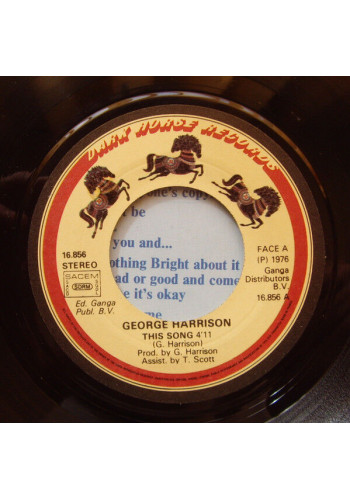 DARK HORSE RECORDS
16.856
STEREO
SACEM
SDRM
Ed. Ganga
Publ. B.V.
FACE A
(P) 1976
Ganga
Distributors
B.V.
16.856 A
one's copy
be
you and...
othing Bright about it
ad or good and come
e it's okay
me
GEORGE HARRISON
THIS SONG 4'11
(G. Harrison)
Prod. by G. Harrison
Assist. by T. Scott